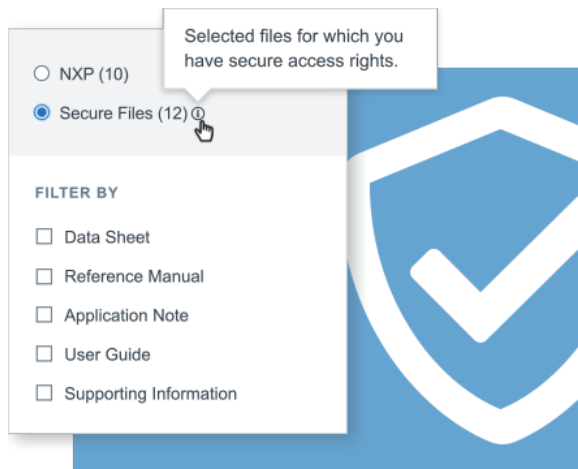 Selected files for which you
have secure access rights.
NXP (10)
Secure Files (12)
FILTER BY
Data Sheet
Reference Manual
Application Note
User Guide
Supporting Information